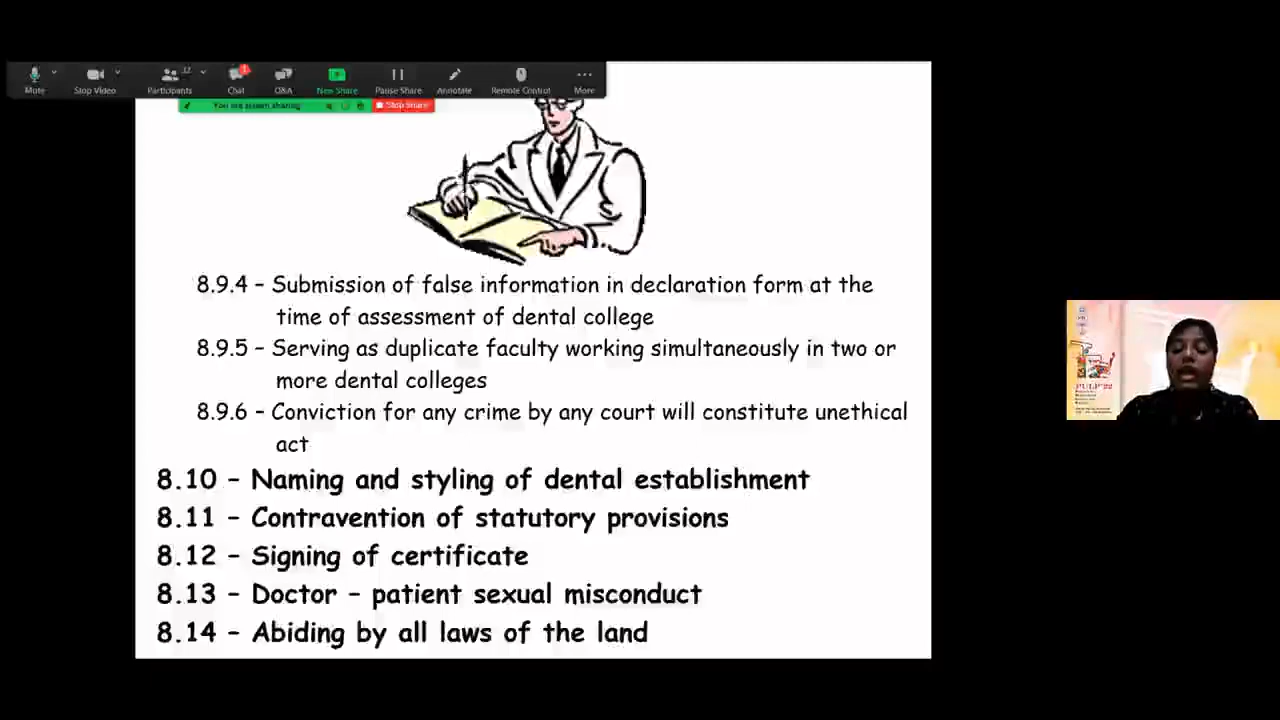 Mute
Stop Video
Participants
17
Chat
1
Q&A
New Share
Pause Share
Annotate
Remote Control
More
You are screen sharing
Stop Share
8.9.4 – Submission of false information in declaration form at the
time of assessment of dental college
8.9.5 – Serving as duplicate faculty working simultaneously in two or
more dental colleges
8.9.6 – Conviction for any crime by any court will constitute unethical
act
8.10 – Naming and styling of dental establishment
8.11 – Contravention of statutory provisions
8.12 – Signing of certificate
8.13 – Doctor – patient sexual misconduct
8.14 – Abiding by all laws of the land